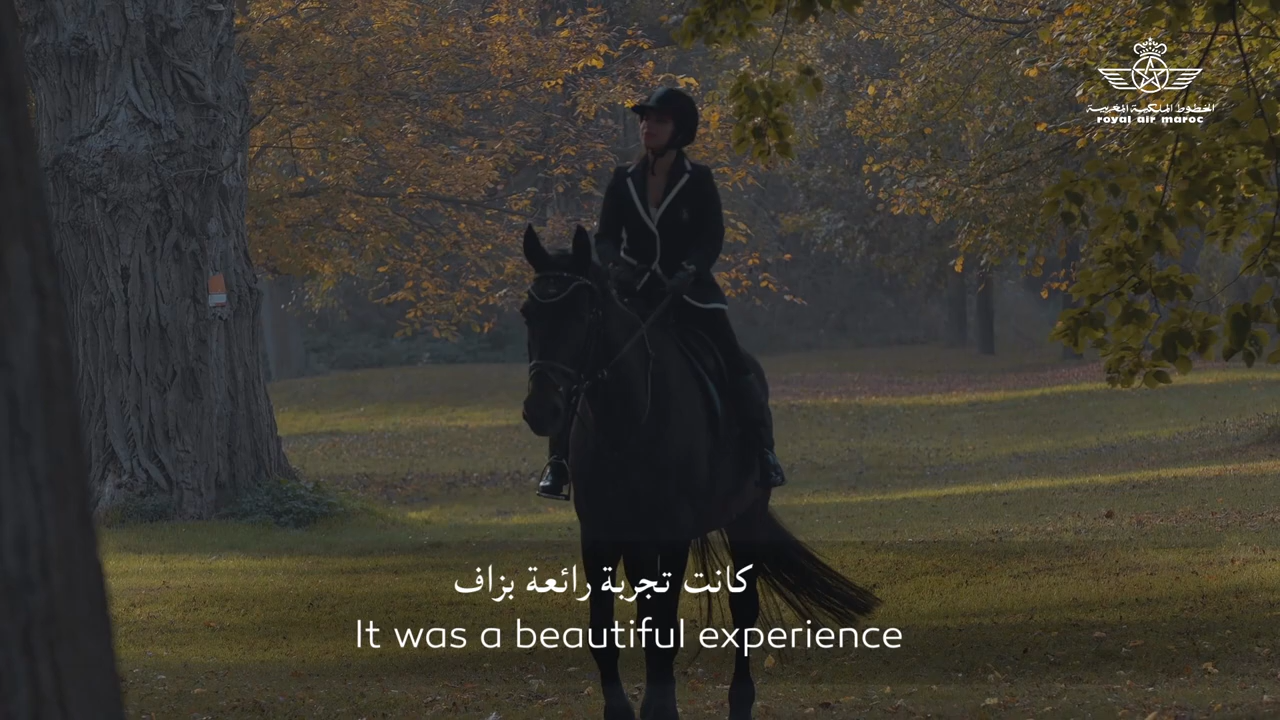 الخطوط الملكية المغربية
royal air maroc
كانت تجربة رائعة بزاف
It was a beautiful experience